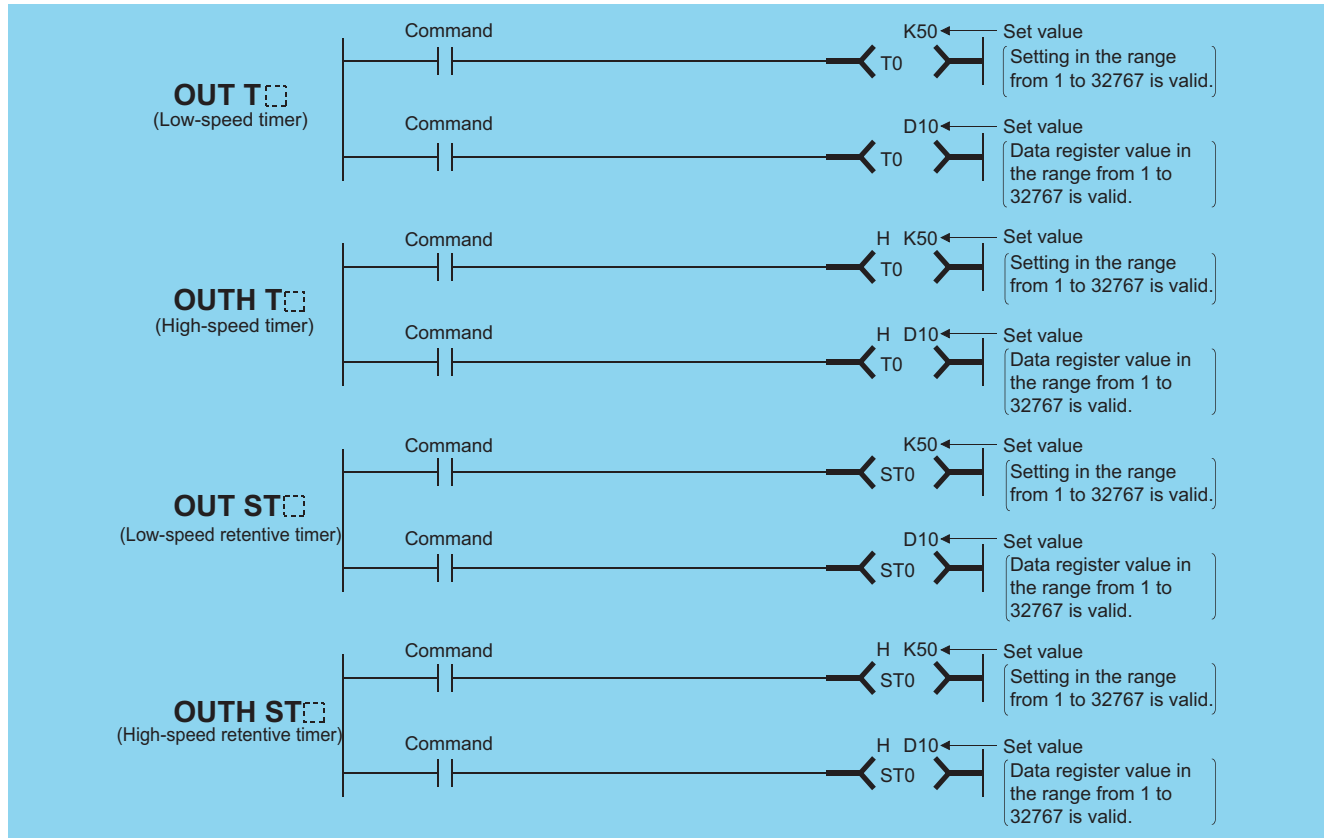 Command
K50
Set value
T0
Setting in the range
from 1 to 32767 is valid.
OUT T
(Low-speed timer)
Command
D10
Set value
T0
Data register value in
the range from 1 to
32767 is valid.
Command
H K50
Set value
T0
Setting in the range
from 1 to 32767 is valid.
OUTH T
(High-speed timer)
Command
H D10
Set value
T0
Data register value in
the range from 1 to
32767 is valid.
Command
K50
Set value
ST0
Setting in the range
from 1 to 32767 is valid.
OUT ST
(Low-speed retentive timer)
Command
D10
Set value
ST0
Data register value in
the range from 1 to
32767 is valid.
Command
H K50
Set value
ST0
Setting in the range
from 1 to 32767 is valid.
OUTH ST
(High-speed retentive timer)
Command
H D10
Set value
ST0
Data register value in
the range from 1 to
32767 is valid.